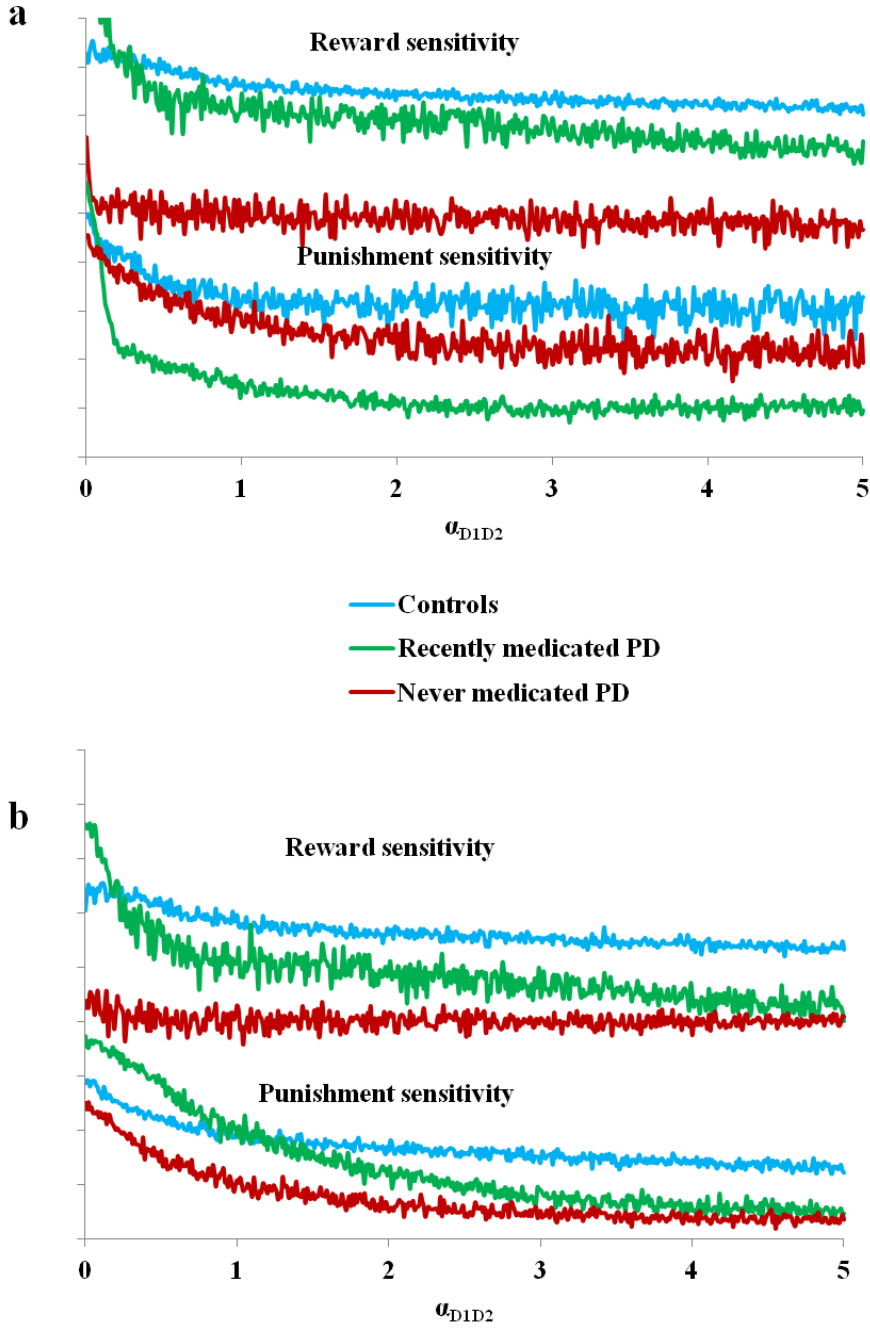 a
Reward sensitivity
Punishment sensitivity
0 1 2 3 4 5
αD1D2
Controls
Recently medicated PD
Never medicated PD
b
Reward sensitivity
Punishment sensitivity
0 1 2 3 4 5
αD1D2